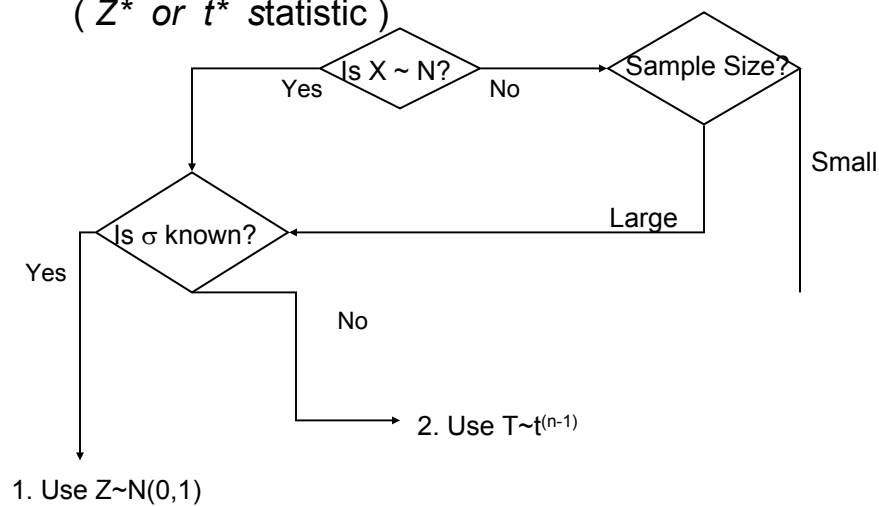 ( Z* or t* statistic )
Is X ~ N?
Yes
No
Sample Size?
Small
Large
Is σ known?
Yes
No
2. Use T~t(n-1)
1. Use Z~N(0,1)